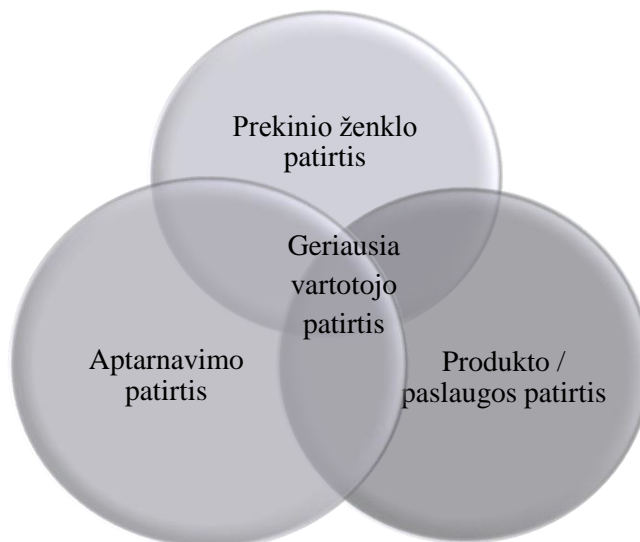 Prekinio ženklo
patirtis
Geriausia
vartotojo
patirtis
Aptarnavimo
patirtis
Produkto /
paslaugos patirtis